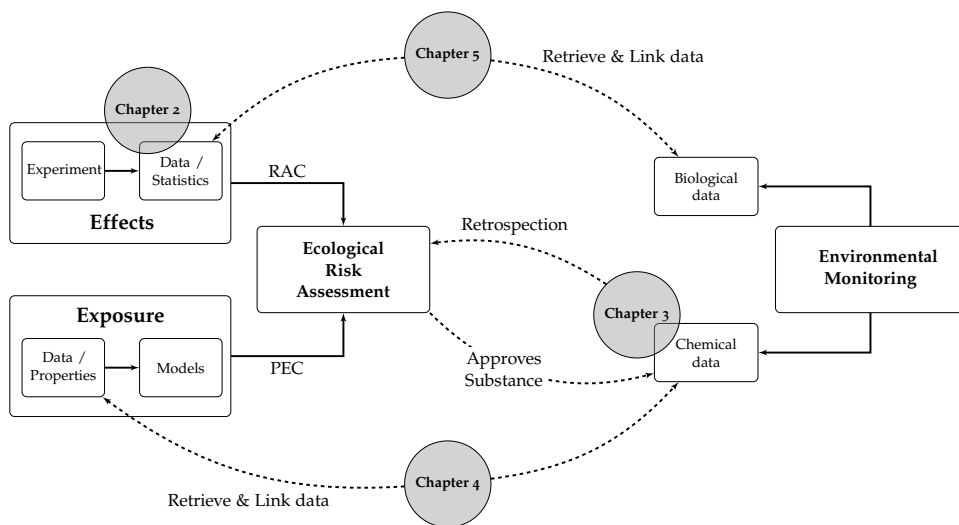 Chapter 5
Retrieve & Link data
Chapter 2
Experiment
Data /
Statistics
Effects
RAC
Biological
data
Retrospection
Ecological
Risk
Assessment
Environmental
Monitoring
Exposure
Data /
Properties
Models
PEC
Chapter 3
Chemical
data
Approves
Substance
Chapter 4
Retrieve & Link data